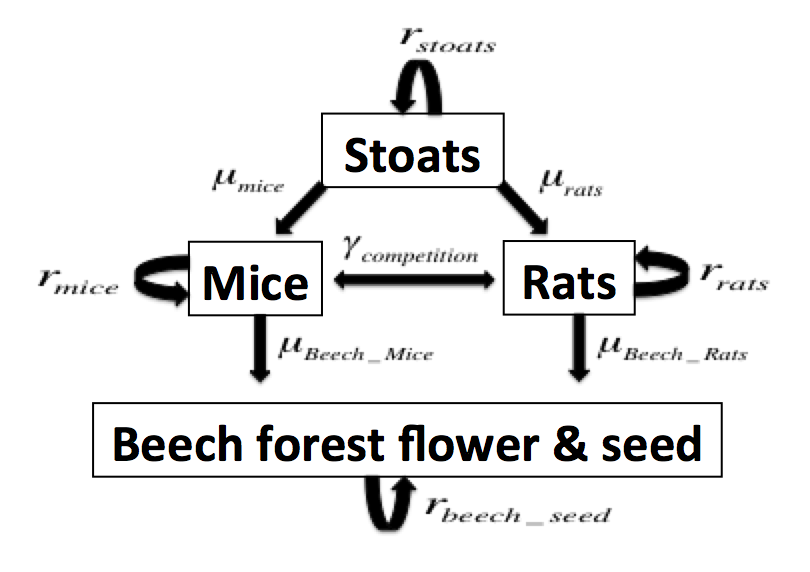 r_stoats
Stoats
μ_mice
μ_rats
γ_competition
Mice
Rats
r_mice
r_rats
μ_Beech_Mice
μ_Beech_Rats
Beech forest flower & seed
r_beech_seed